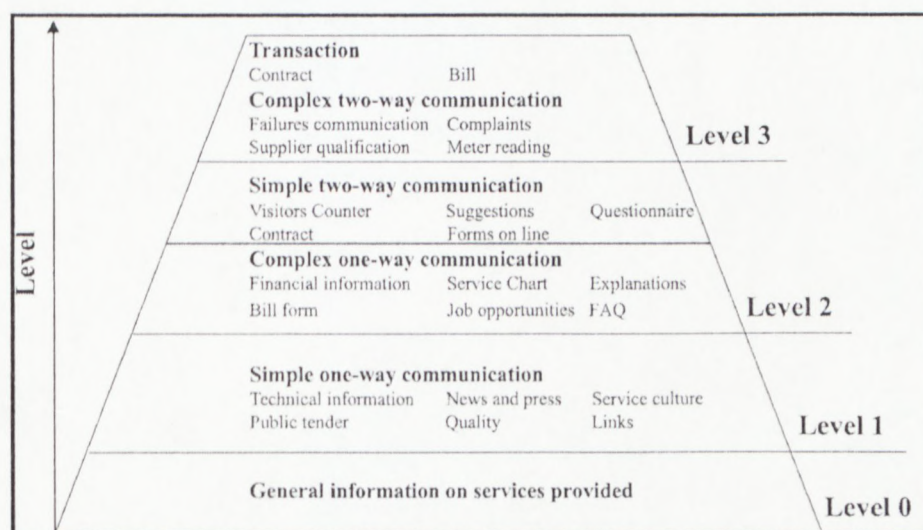 Transaction
Contract Bill
Complex two-way communication
Failures communication Complaints
Supplier qualification Meter reading
Level 3
Simple two-way communication
Visitors Counter Suggestions Questionnaire
Contract Forms on line
Complex one-way communication
Financial information Service Chart Explanations
Bill form Job opportunities FAQ
Level 2
Simple one-way communication
Technical information News and press Service culture
Public tender Quality Links
Level 1
General information on services provided
Level 0
Level